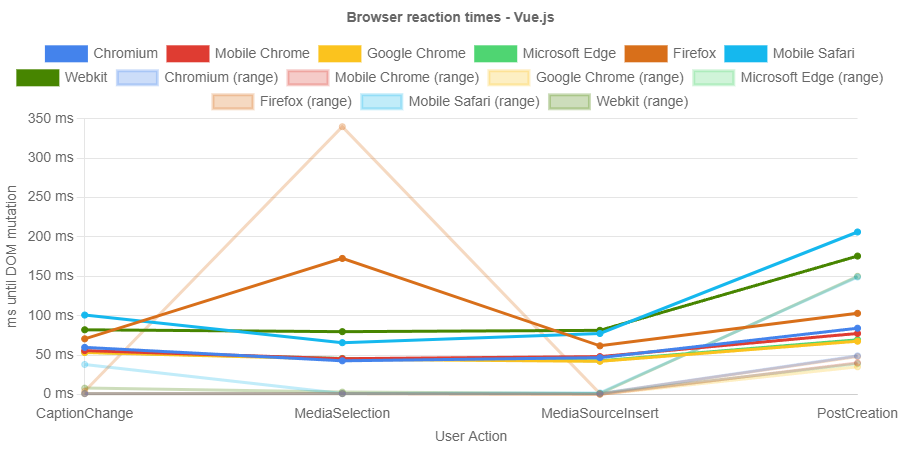 Browser reaction times - Vue.js
Chromium Mobile Chrome Google Chrome Microsoft Edge Firefox Mobile Safari
Webkit Chromium (range) Mobile Chrome (range) Google Chrome (range) Microsoft Edge (range)
Firefox (range) Mobile Safari (range) Webkit (range)
350 ms
300 ms
250 ms
200 ms
150 ms
100 ms
50 ms
0 ms
ms until DOM mutation
CaptionChange MediaSelection MediaSourceInsert PostCreation
User Action